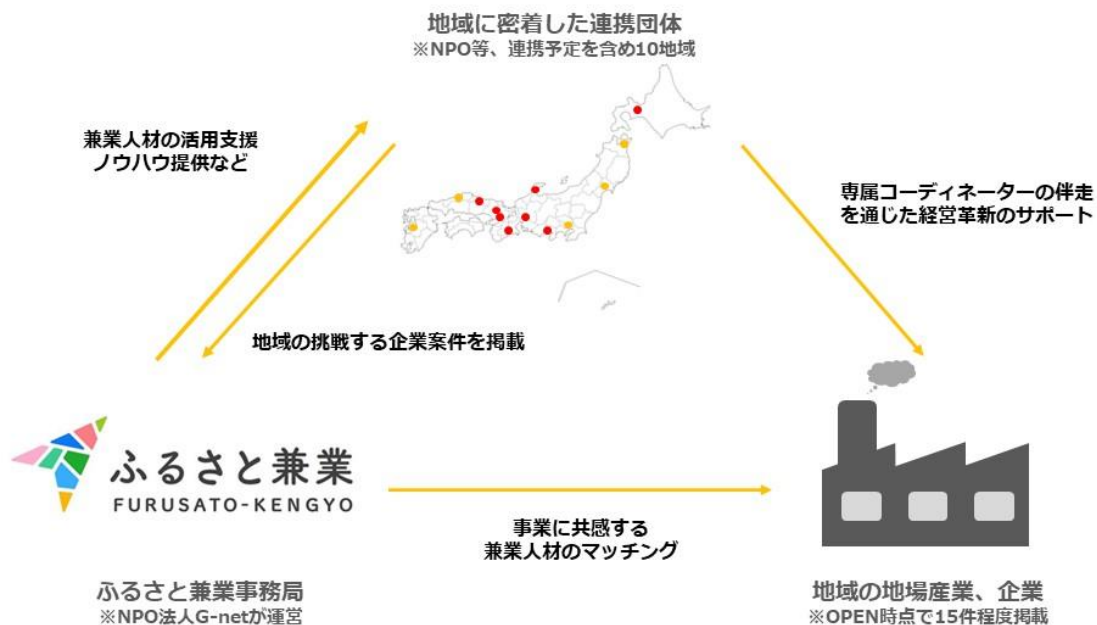 地域に密着した連携団体
※NPO等、連携予定を含め10地域
兼業人材の活用支援
ノウハウ提供など
専属コーディネーターの伴走
を通じた経営革新のサポート
地域の挑戦する企業案件を掲載
ふるさと兼業
FURUSATO-KENGYO
事業に共感する
兼業人材のマッチング
ふるさと兼業事務局
※NPO法人G-netが運営
地域の地場産業、企業
※OPEN時点で15件程度掲載